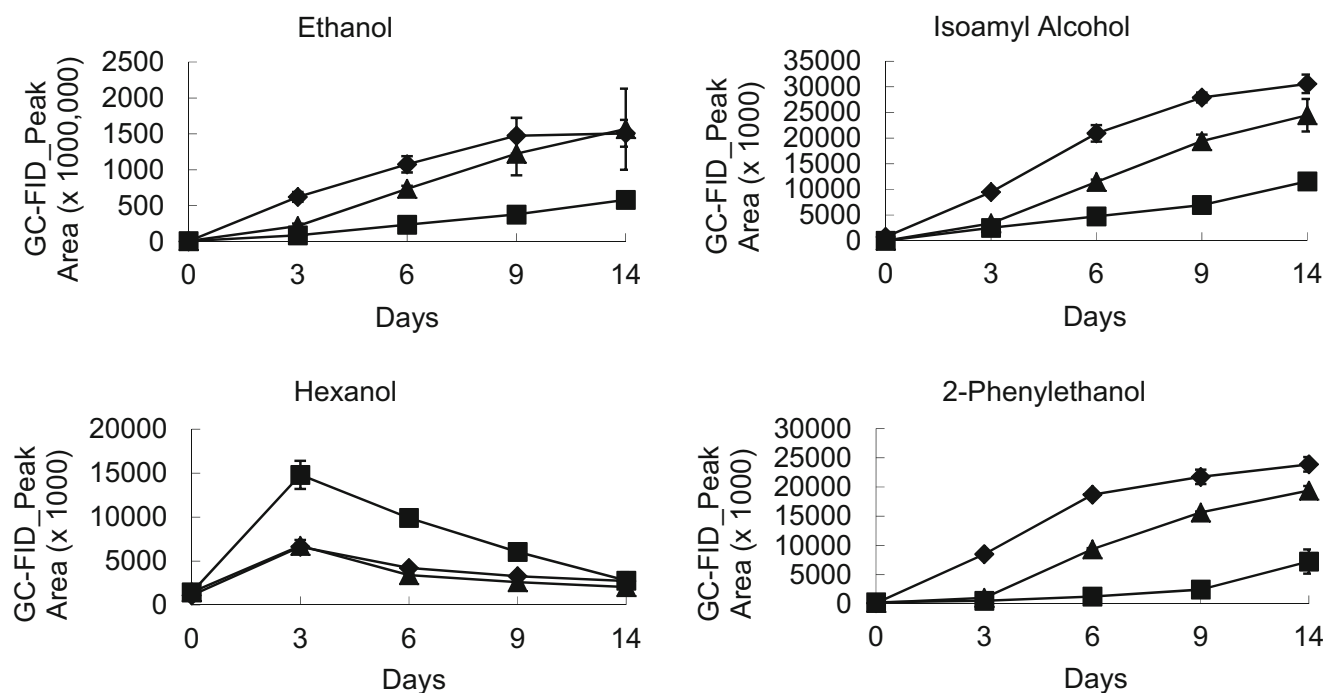 Ethanol
GC-FID_Peak
Area (x 1000,000)
2500
2000
1500
1000
500
0
0 3 6 9 14
Days
Isoamyl Alcohol
GC-FID_Peak
Area (x 1000)
35000
30000
25000
20000
15000
10000
5000
0
0 3 6 9 14
Days
Hexanol
GC-FID_Peak
Area (x 1000)
20000
15000
10000
5000
0
0 3 6 9 14
Days
2-Phenylethanol
GC-FID_Peak
Area (x 1000)
30000
25000
20000
15000
10000
5000
0
0 3 6 9 14
Days